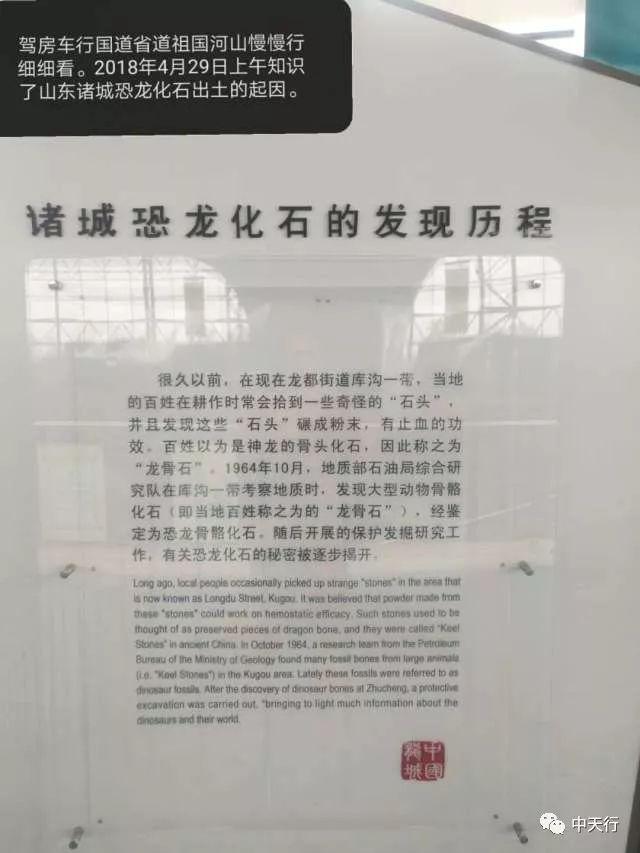 驾房车行国道省道祖国河山慢慢行
细细看。2018年4月29日上午知识
了山东诸城恐龙化石出土的起因。
诸城恐龙化石的发现历程
很久以前，在现在龙都街道库沟一带，当地
的百姓在耕作时常会拾到一些奇怪的“石头”，
并且发现这些“石头”碾成粉末，有止血的功
效。百姓以为是神龙的骨头化石，因此称之为
“龙骨石”。1964年10月，地质部石油局综合研
究队在库沟一带考察地质时，发现大型动物骨骼
化石（即当地百姓称之为的“龙骨石”），经鉴
定为恐龙骨骼化石。随后开展的保护发掘研究工
作，有关恐龙化石的秘密被逐步揭开。
Long ago, local people occasionally picked up strange "stones" in the area that
is now known as Longdu Street, Kugou. It was believed that powder made from
these "stones" could work on hemostatic efficacy. Such stones used to be
thought of as preserved pieces of dragon bone, and they were called "Keel
Stones" in ancient China. In October 1964, a research team from the Petroleum
Bureau of the Ministry of Geology found many fossil bones from large animals
(i.e. "Keel Stones") in the Kugou area. Lately these fossils were referred to as
dinosaur fossils. After the discovery of dinosaur bones at Zhucheng, a protective
excavation was carried out, "bringing to light much information about the
dinosaurs and their world.
中國
龍城
中天行